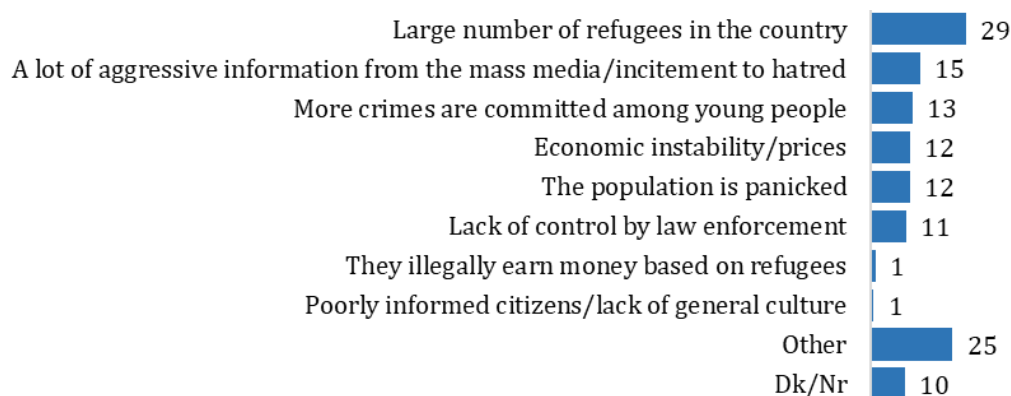 Large number of refugees in the country 29
A lot of aggressive information from the mass media/incitement to hatred 15
More crimes are committed among young people 13
Economic instability/prices 12
The population is panicked 12
Lack of control by law enforcement 11
They illegally earn money based on refugees 1
Poorly informed citizens/lack of general culture 1
Other 25
Dk/Nr 10